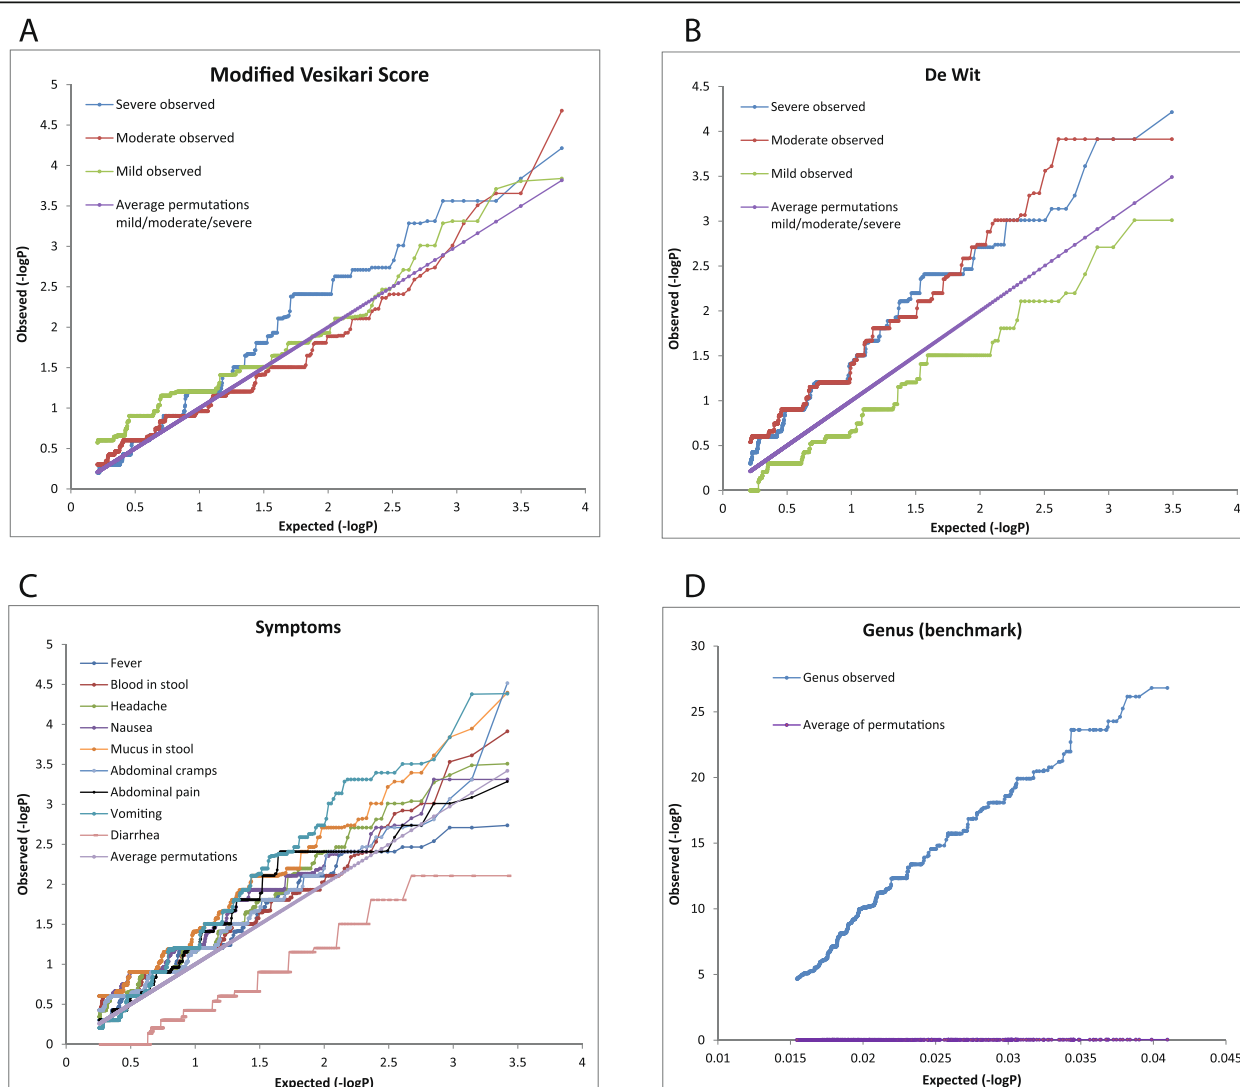 A
Modified Vesikari Score
Severe observed
Moderate observed
Mild observed
Average permutations
mild/moderate/severe
5
4.5
4
3.5
3
2.5
2
1.5
1
0.5
0
Obseved (-logP)
0 0.5 1 1.5 2 2.5 3 3.5 4
Expected (-logP)
B
De Wit
Severe observed
Moderate observed
Mild observed
Average permutations
mild/moderate/severe
4.5
4
3.5
3
2.5
2
1.5
1
0.5
0
Observed (-logP)
0 0.5 1 1.5 2 2.5 3 3.5 4
Expected (-logP)
C
Symptoms
Fever
Blood in stool
Headache
Nausea
Mucus in stool
Abdominal cramps
Abdominal pain
Vomiting
Diarrhea
Average permutations
5
4.5
4
3.5
3
2.5
2
1.5
1
0.5
0
Observed (-logP)
0 0.5 1 1.5 2 2.5 3 3.5 4
Expected (-logP)
D
Genus (benchmark)
Genus observed
Average of permutations
30
25
20
15
10
5
0
Observed (-logP)
0.01 0.015 0.02 0.025 0.03 0.035 0.04 0.045
Expected (-logP)